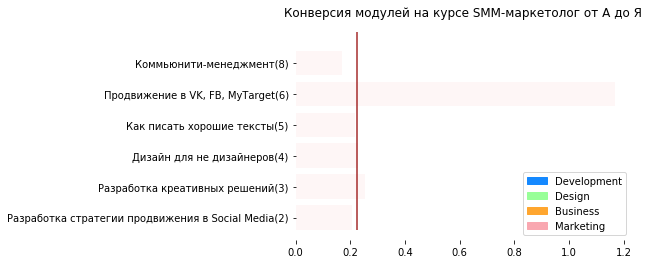 Конверсия модулей на курсе SMM-маркетолог от А до Я
Коммьюнити-менеджмент(8)
Продвижение в VK, FB, MyTarget(6)
Как писать хорошие тексты(5)
Дизайн для не дизайнеров(4)
Разработка креативных решений(3)
Разработка стратегии продвижения в Social Media(2)
Development
Design
Business
Marketing
0.0 0.2 0.4 0.6 0.8 1.0 1.2